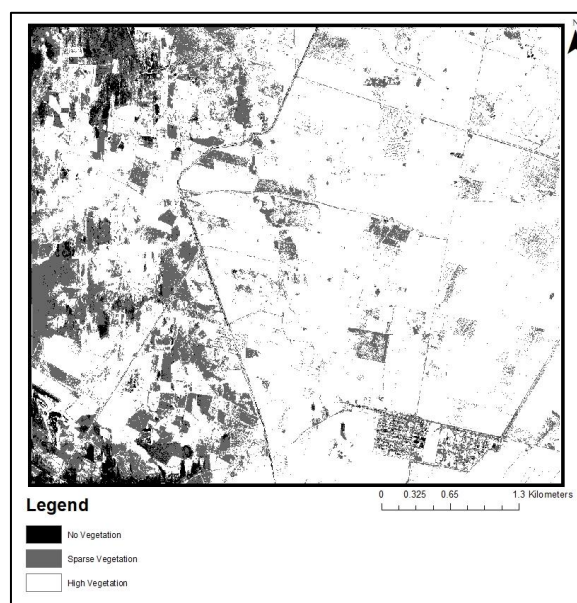 N
0 0.325 0.65 1.3 Kilometers
Legend
No Vegetation
Sparse Vegetation
High Vegetation